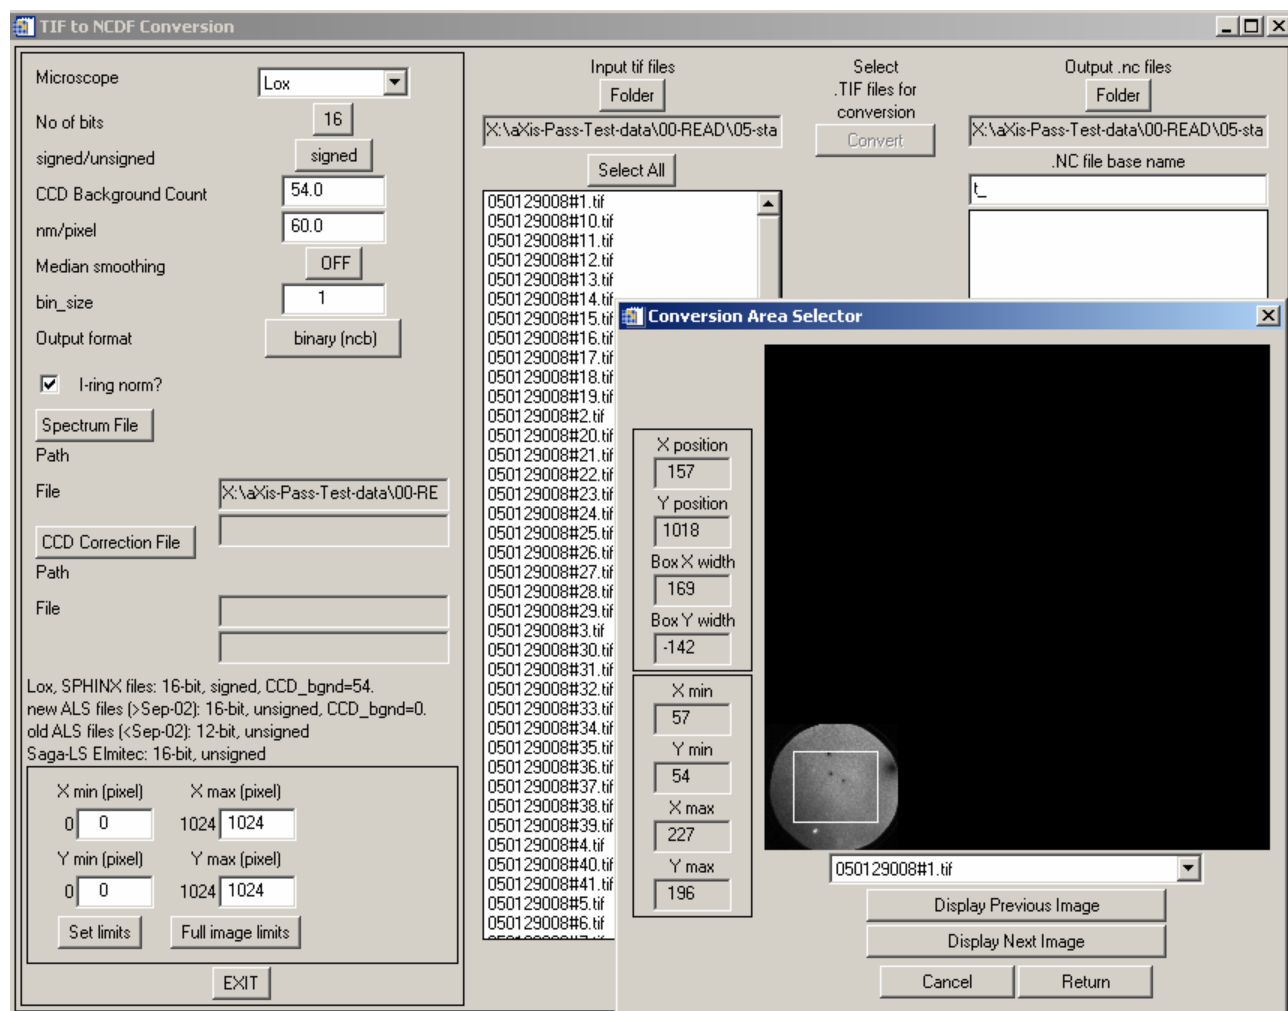 TIF to NCDF Conversion
Microscope
Lox
No of bits
16
signed/unsigned
signed
CCD Background Count
54.0
nm/pixel
60.0
Median smoothing
OFF
bin_size
1
Output format
binary (ncb)
I-ring norm?
Spectrum File
Path
File
X:\aXis-Pass-Test-data\00-RE
CCD Correction File
Path
File
Lox, SPHINX files: 16-bit, signed, CCD_bgnd=54.
new ALS files (>Sep-02): 16-bit, unsigned, CCD_bgnd=0.
old ALS files (<Sep-02): 12-bit, unsigned
Saga-LS Elmitec: 16-bit, unsigned
X min (pixel) X max (pixel)
0 0 1024 1024
Y min (pixel) Y max (pixel)
0 0 1024 1024
Set limits Full image limits
EXIT
Input tif files
Folder
X:\aXis-Pass-Test-data\00-READ\05-sta
Select All
050129008#1.tif
050129008#10.tif
050129008#11.tif
050129008#12.tif
050129008#13.tif
050129008#14.tif
050129008#15.tif
050129008#16.tif
050129008#17.tif
050129008#18.tif
050129008#19.tif
050129008#2.tif
050129008#20.tif
050129008#21.tif
050129008#22.tif
050129008#23.tif
050129008#24.tif
050129008#25.tif
050129008#26.tif
050129008#27.tif
050129008#28.tif
050129008#29.tif
050129008#3.tif
050129008#30.tif
050129008#31.tif
050129008#32.tif
050129008#33.tif
050129008#34.tif
050129008#35.tif
050129008#36.tif
050129008#37.tif
050129008#38.tif
050129008#39.tif
050129008#4.tif
050129008#40.tif
050129008#41.tif
050129008#5.tif
050129008#6.tif
Select
.TIF files for
conversion
Convert
Output .nc files
Folder
X:\aXis-Pass-Test-data\00-READ\05-sta
.NC file base name
t_
Conversion Area Selector
X position
157
Y position
1018
Box X width
169
Box Y width
-142
X min
57
Y min
54
X max
227
Y max
196
050129008#1.tif
Display Previous Image
Display Next Image
Cancel Return